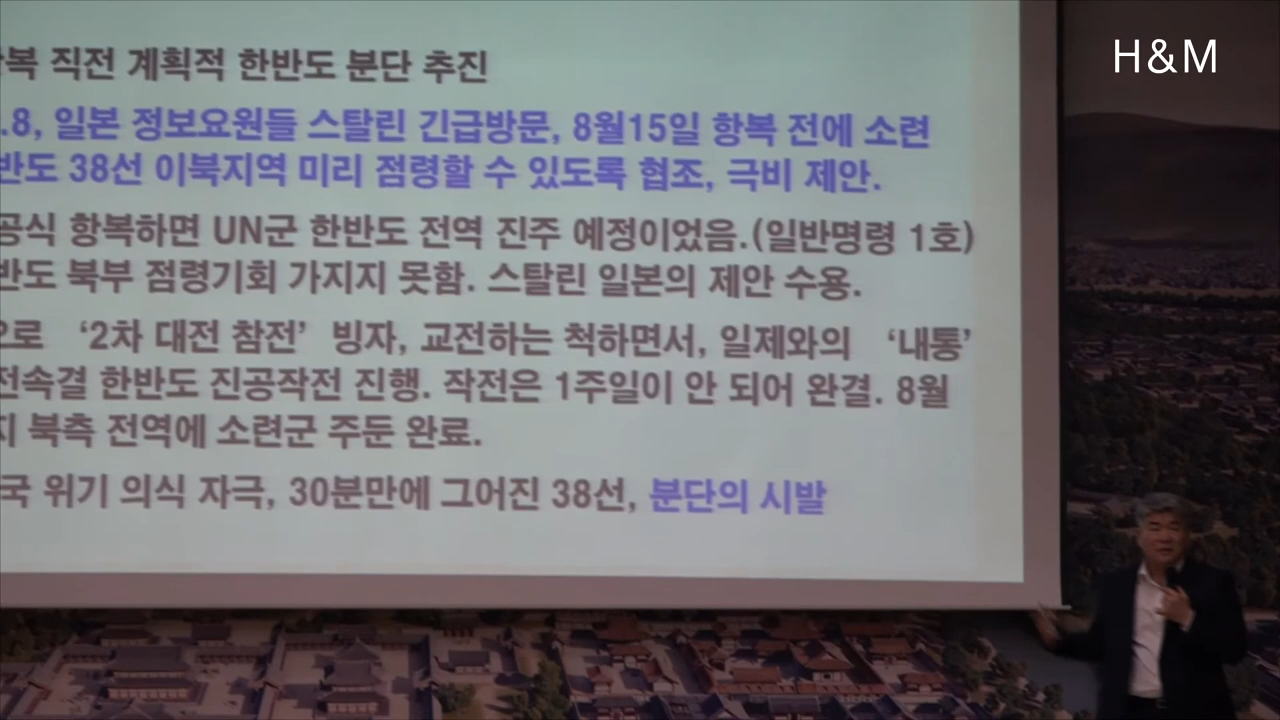 H&M
복 직전 계획적 한반도 분단 추진
.8, 일본 정보요원들 스탈린 긴급방문, 8월15일 항복 전에 소련
반도 38선 이북지역 미리 점령할 수 있도록 협조, 극비 제안.
공식 항복하면 UN군 한반도 전역 진주 예정이었음.(일반명령 1호)
반도 북부 점령기회 가지지 못함. 스탈린 일본의 제안 수용.
으로 ‘2차 대전 참전’ 빙자, 교전하는 척하면서, 일제와의 ‘내통’
전속결 한반도 진공작전 진행. 작전은 1주일이 안 되어 완결. 8월
지 북측 전역에 소련군 주둔 완료.
국 위기 의식 자극, 30분만에 그어진 38선, 분단의 시발